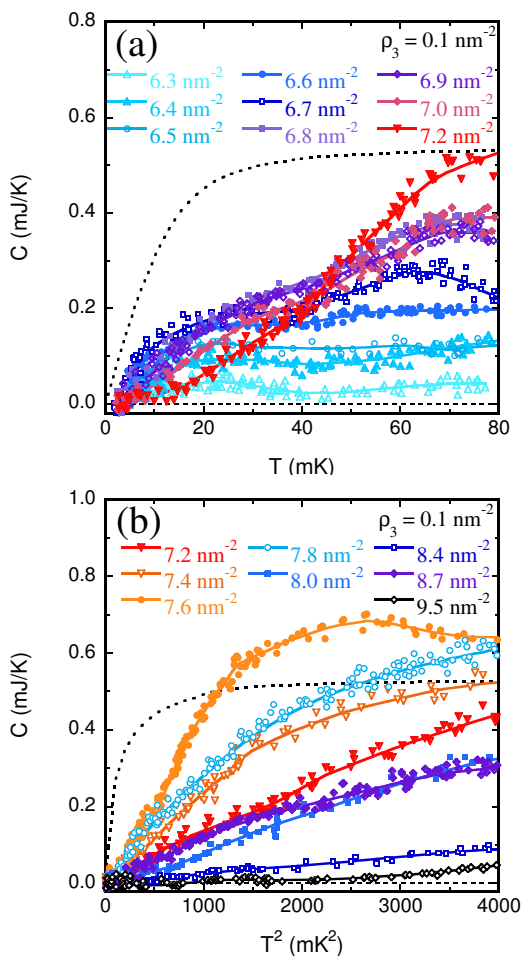 0.8
(a)
ρ₃ = 0.1 nm⁻²
6.3 nm⁻² 6.6 nm⁻² 6.9 nm⁻²
6.4 nm⁻² 6.7 nm⁻² 7.0 nm⁻²
6.5 nm⁻² 6.8 nm⁻² 7.2 nm⁻²
0.6
C (mJ/K)
0.4
0.2
0.0
0 20 40 60 80
T (mK)
1.0
(b)
ρ₃ = 0.1 nm⁻²
7.2 nm⁻² 7.8 nm⁻² 8.4 nm⁻²
7.4 nm⁻² 8.0 nm⁻² 8.7 nm⁻²
7.6 nm⁻² 9.5 nm⁻²
0.8
0.6
C (mJ/K)
0.4
0.2
0.0
0 1000 2000 3000 4000
T² (mK²)